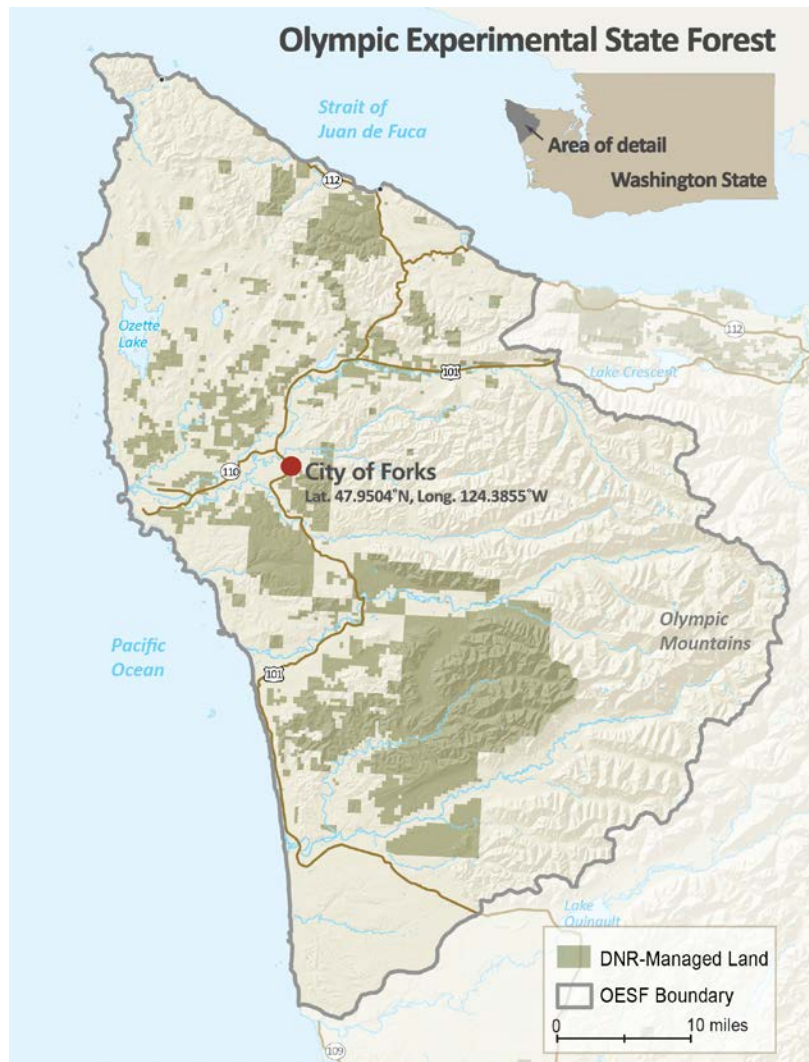 Olympic Experimental State Forest
Strait of
Juan de Fuca
Area of detail
Washington State
112
Ozette
Lake
112
Lake Crescent
101
110
City of Forks
Lat. 47.9504°N, Long. 124.3855°W
Olympic
Mountains
Pacific
Ocean
101
Lake
Quinault
DNR-Managed Land
OESF Boundary
0
10 miles
109